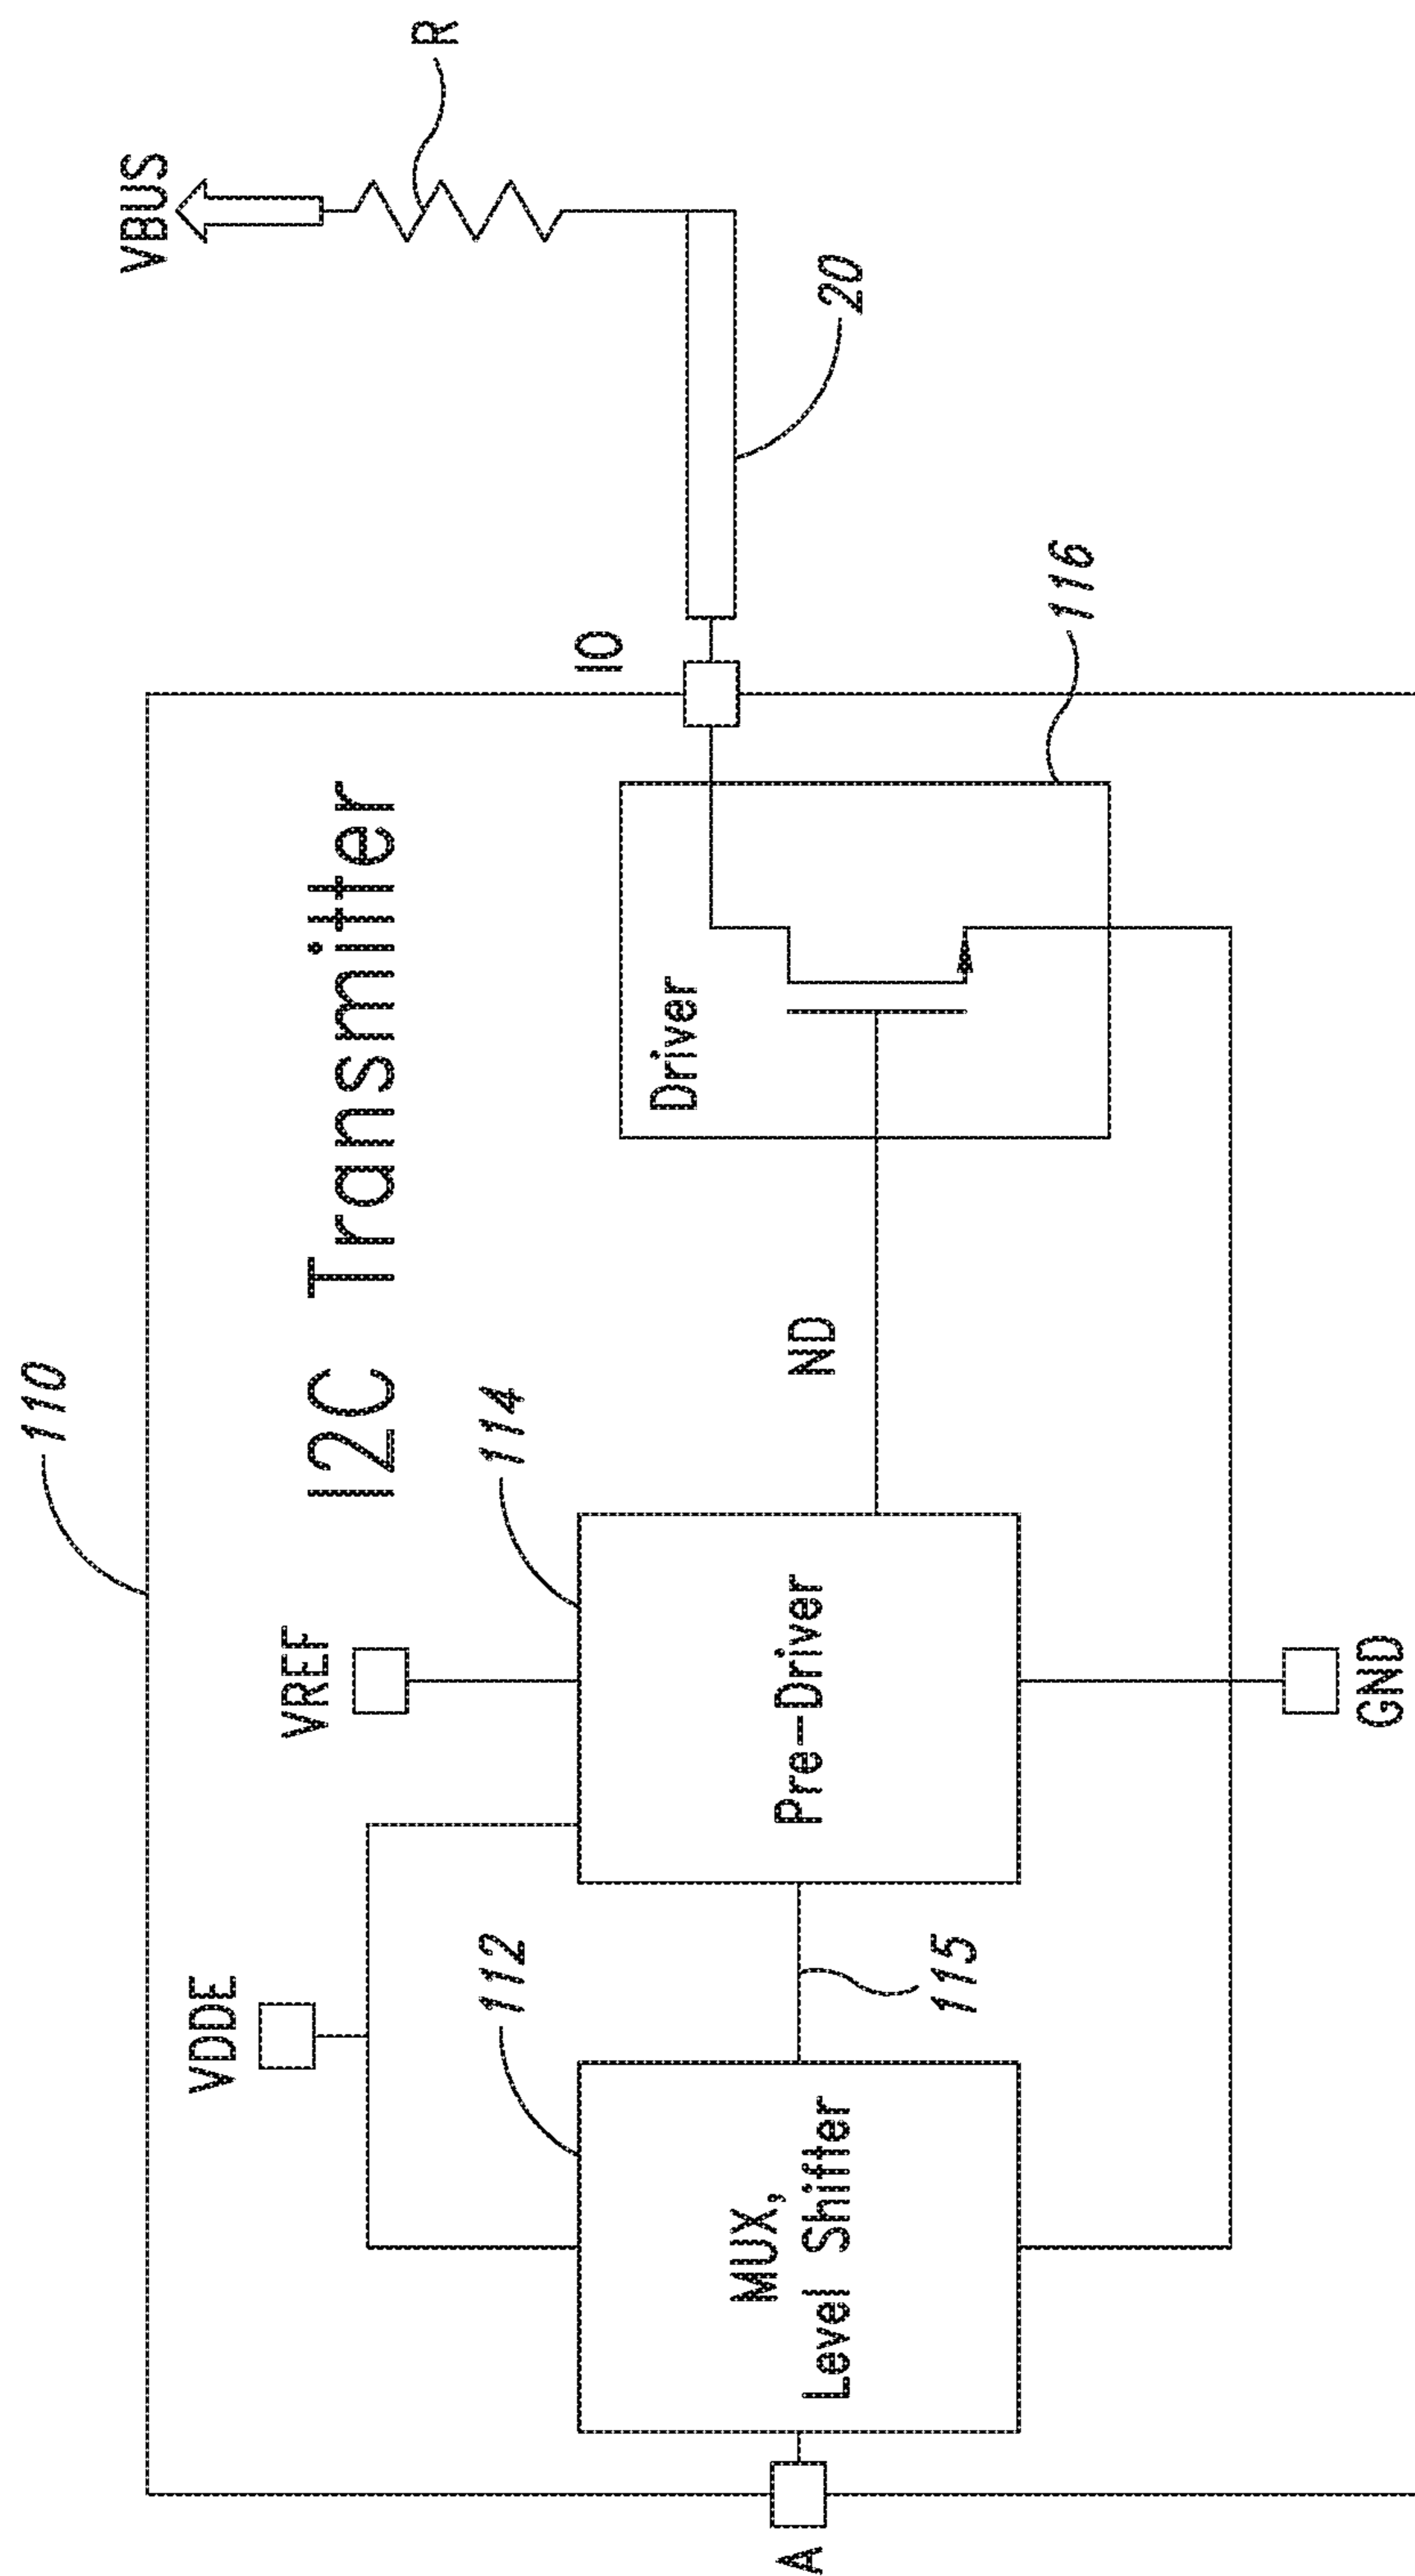 110
I2C Transmitter
VDDE
VREF
112
114
MUX,
Level Shifter
115
Pre-Driver
ND
Driver
116
IO
20
VBUS
R
A
GND